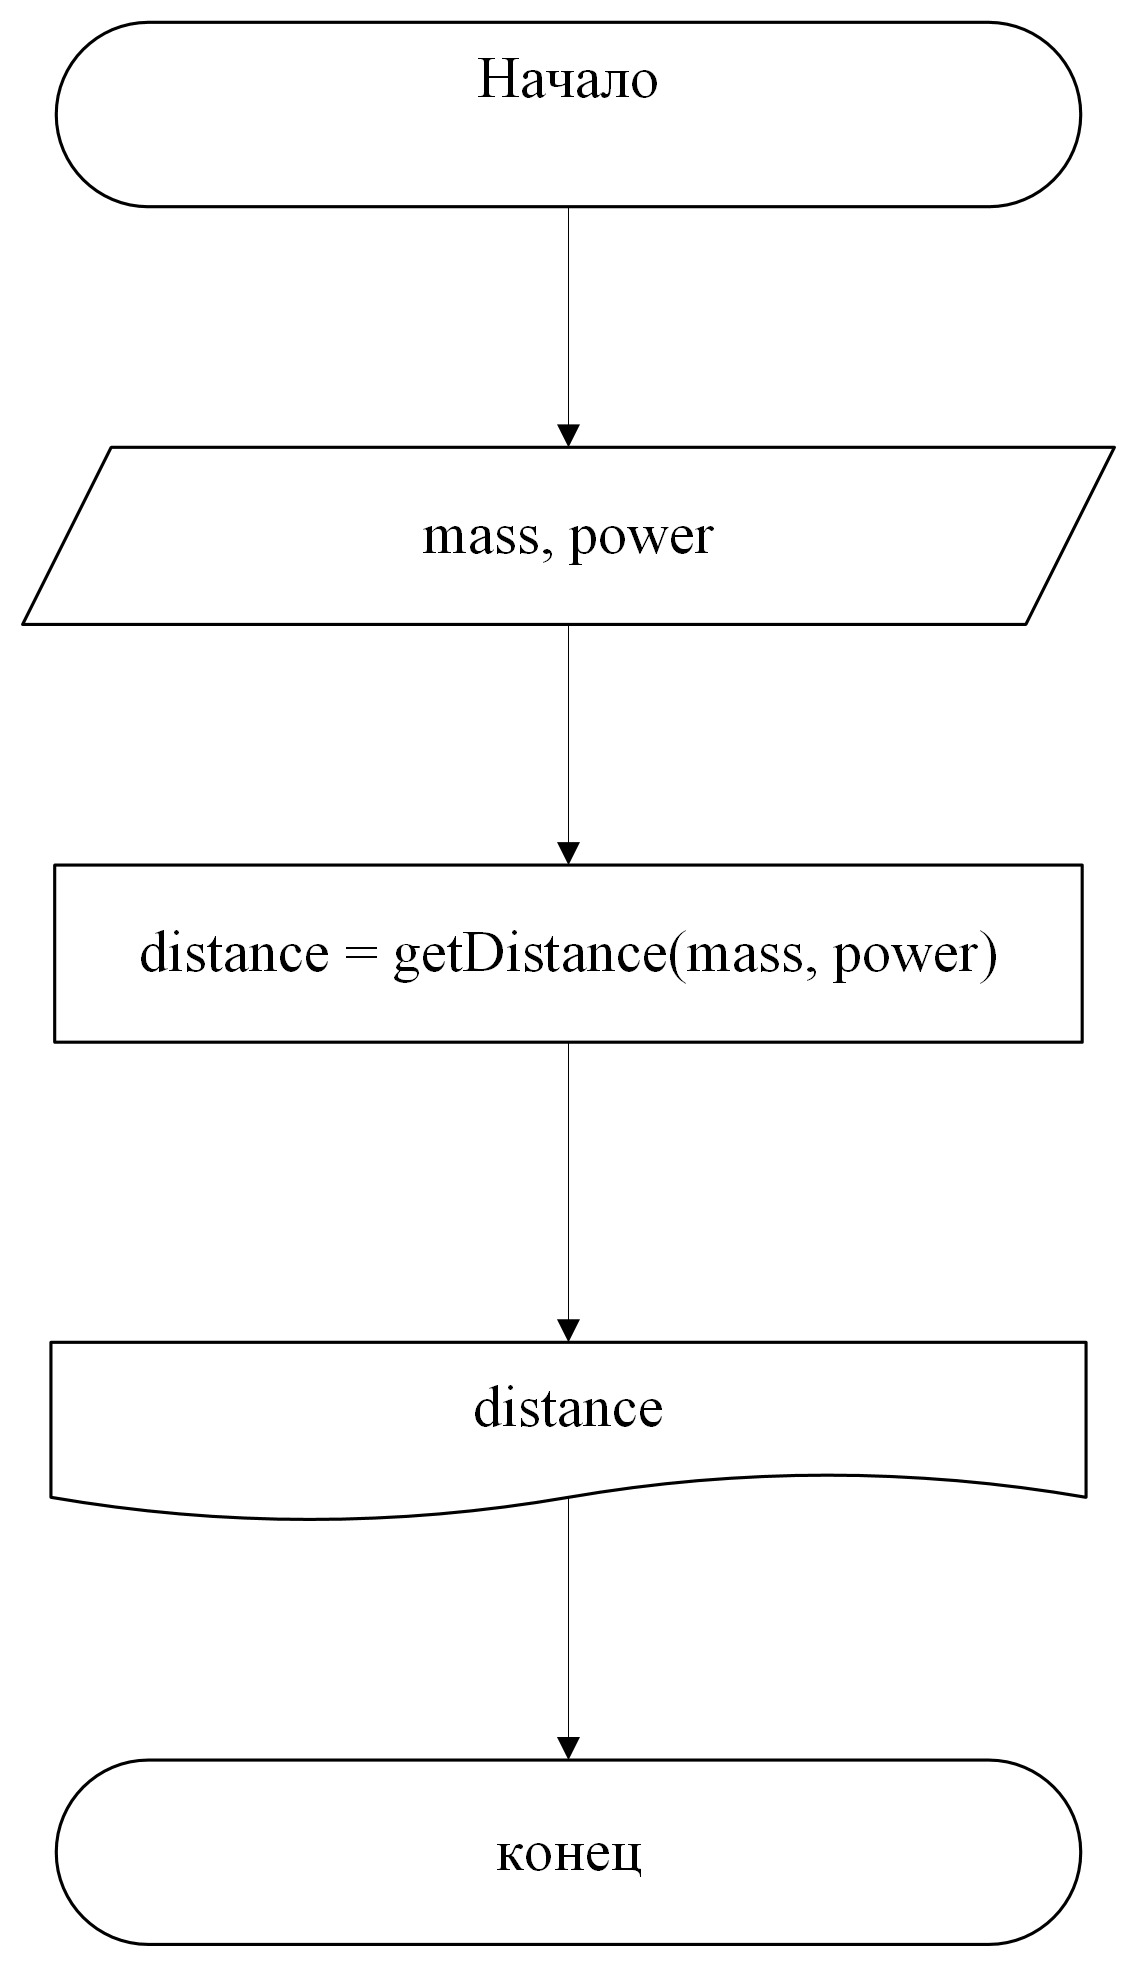 Начало
mass, power
distance = getDistance(mass, power)
distance
конец